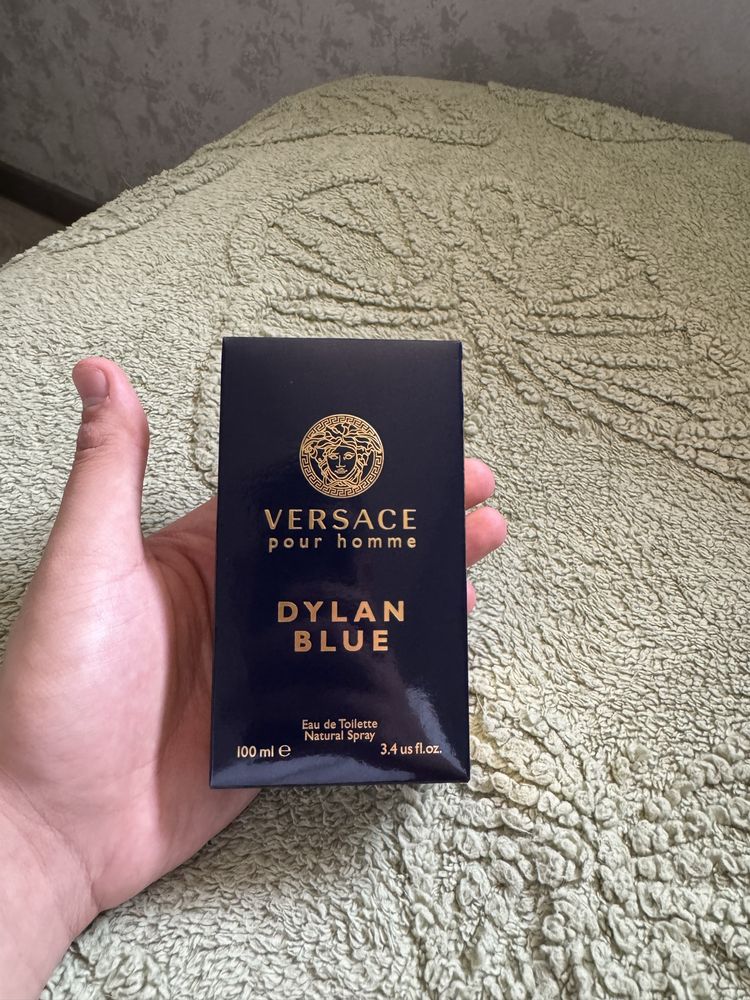 VERSACE
pour homme
DYLAN
BLUE
Eau de Toilette
Natural Spray
100 ml ℮ 3.4 us fl.oz.